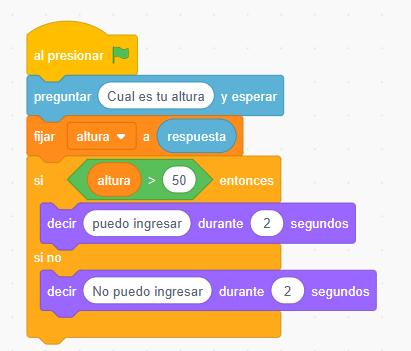 al presionar
preguntar Cual es tu altura y esperar
fijar altura a respuesta
si altura > 50 entonces
decir puedo ingresar durante 2 segundos
si no
decir No puedo ingresar durante 2 segundos